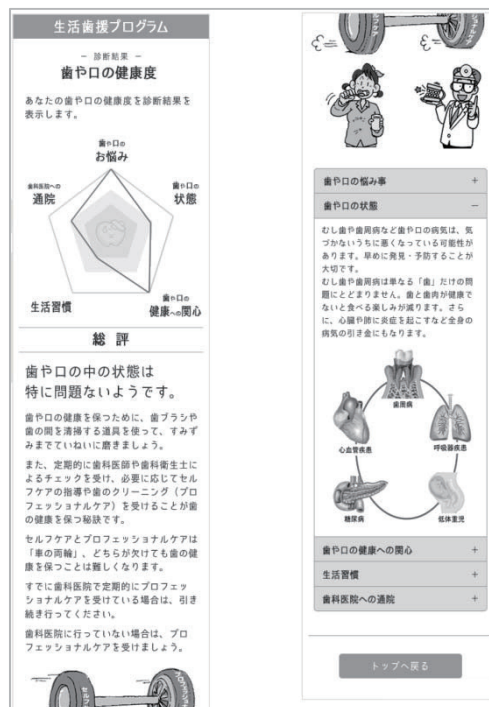 生活歯援プログラム
− 診断結果 −
歯や口の健康度
あなたの歯や口の健康度を診断結果を
表示します。
歯や口の
お悩み
歯科医院への
通院
歯や口の
状態
生活習慣
歯や口の
健康への関心
総 評
歯や口の中の状態は
特に問題ないようです。
歯や口の健康を保つために、歯ブラシや
歯の間を清掃する道具を使って、すみず
みまでていねいに磨きましょう。
また、定期的に歯科医師や歯科衛生士に
よるチェックを受け、必要に応じてセル
フケアの指導や歯のクリーニング（プロ
フェッショナルケア）を受けることが歯
の健康を保つ秘訣です。
セルフケアとプロフェッショナルケアは
「車の両輪」、どちらが欠けても歯の健
康を保つことは難しくなります。
すでに歯科医院で定期的にプロフェッ
ショナルケアを受けている場合は、引き
続き行ってください。
歯科医院に行っていない場合は、プロ
フェッショナルケアを受けましょう。
歯や口の悩み事 +
歯や口の状態 −
むし歯や歯周病など歯や口の病気は、気
づかないうちに悪くなっている可能性が
あります。早めに発見・予防することが
大切です。
むし歯や歯周病は単なる「歯」だけの問
題にとどまりません。歯と歯肉が健康で
ないと食べる楽しみが減ります。さら
に、心臓や肺に炎症を起こすなど全身の
病気の引き金にもなります。
歯周病
心血管疾患
呼吸器疾患
糖尿病
低体重児
歯や口の健康への関心 +
生活習慣 +
歯科医院への通院 +
トップへ戻る